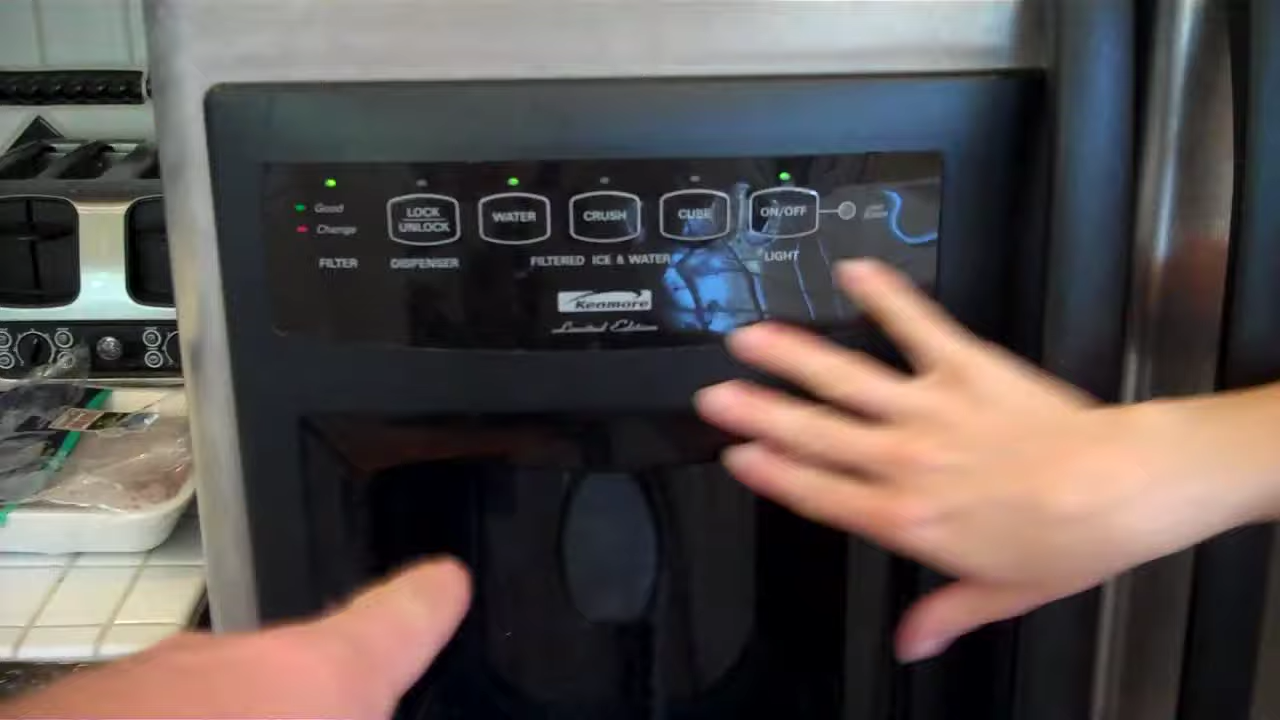 Good
Change
FILTER
LOCK
UNLOCK
DISPENSER
WATER
CRUSH
CUBE
FILTERED ICE & WATER
ON/OFF
LIGHT
Kenmore
Limited Edition